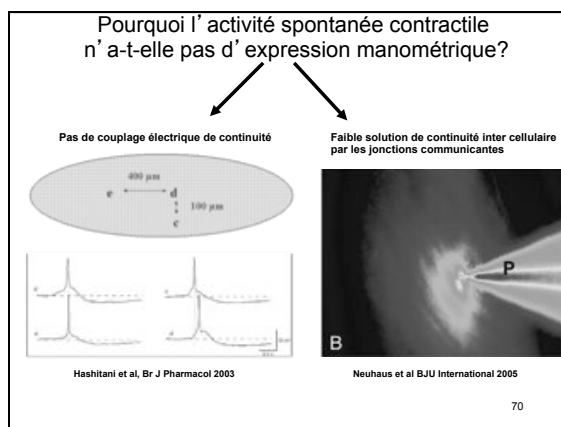 Pourquoi l’activité spontanée contractile
n’a-t-elle pas d’expression manométrique?
Pas de couplage électrique de continuité
Faible solution de continuité inter cellulaire
par les jonctions communicantes
400 µm
e
d
100 µm
c
P
B
Hashitani et al, Br J Pharmacol 2003
Neuhaus et al BJU International 2005
70